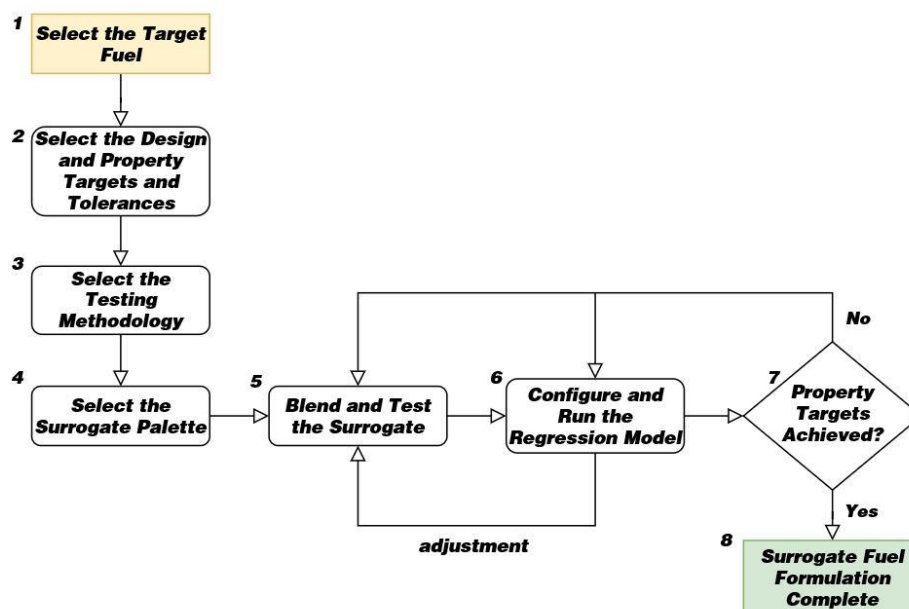 1
Select the Target
Fuel
2
Select the Design
and Property
Targets and
Tolerances
3
Select the
Testing
Methodology
4
Select the
Surrogate Palette
5
Blend and Test
the Surrogate
6
Configure and
Run the
Regression Model
7
Property
Targets
Achieved?
No
Yes
adjustment
8
Surrogate Fuel
Formulation
Complete